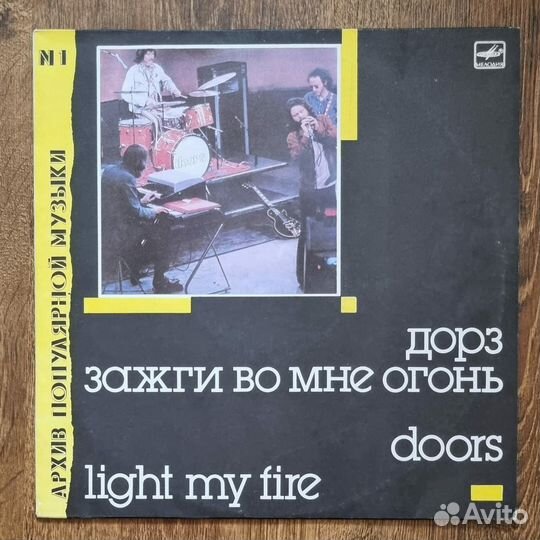 №1
АРХИВ ПОПУЛЯРНОЙ МУЗЫКИ
МЕЛОДИЯ
дорз
зажги во мне огонь
doors
light my fire
Avito